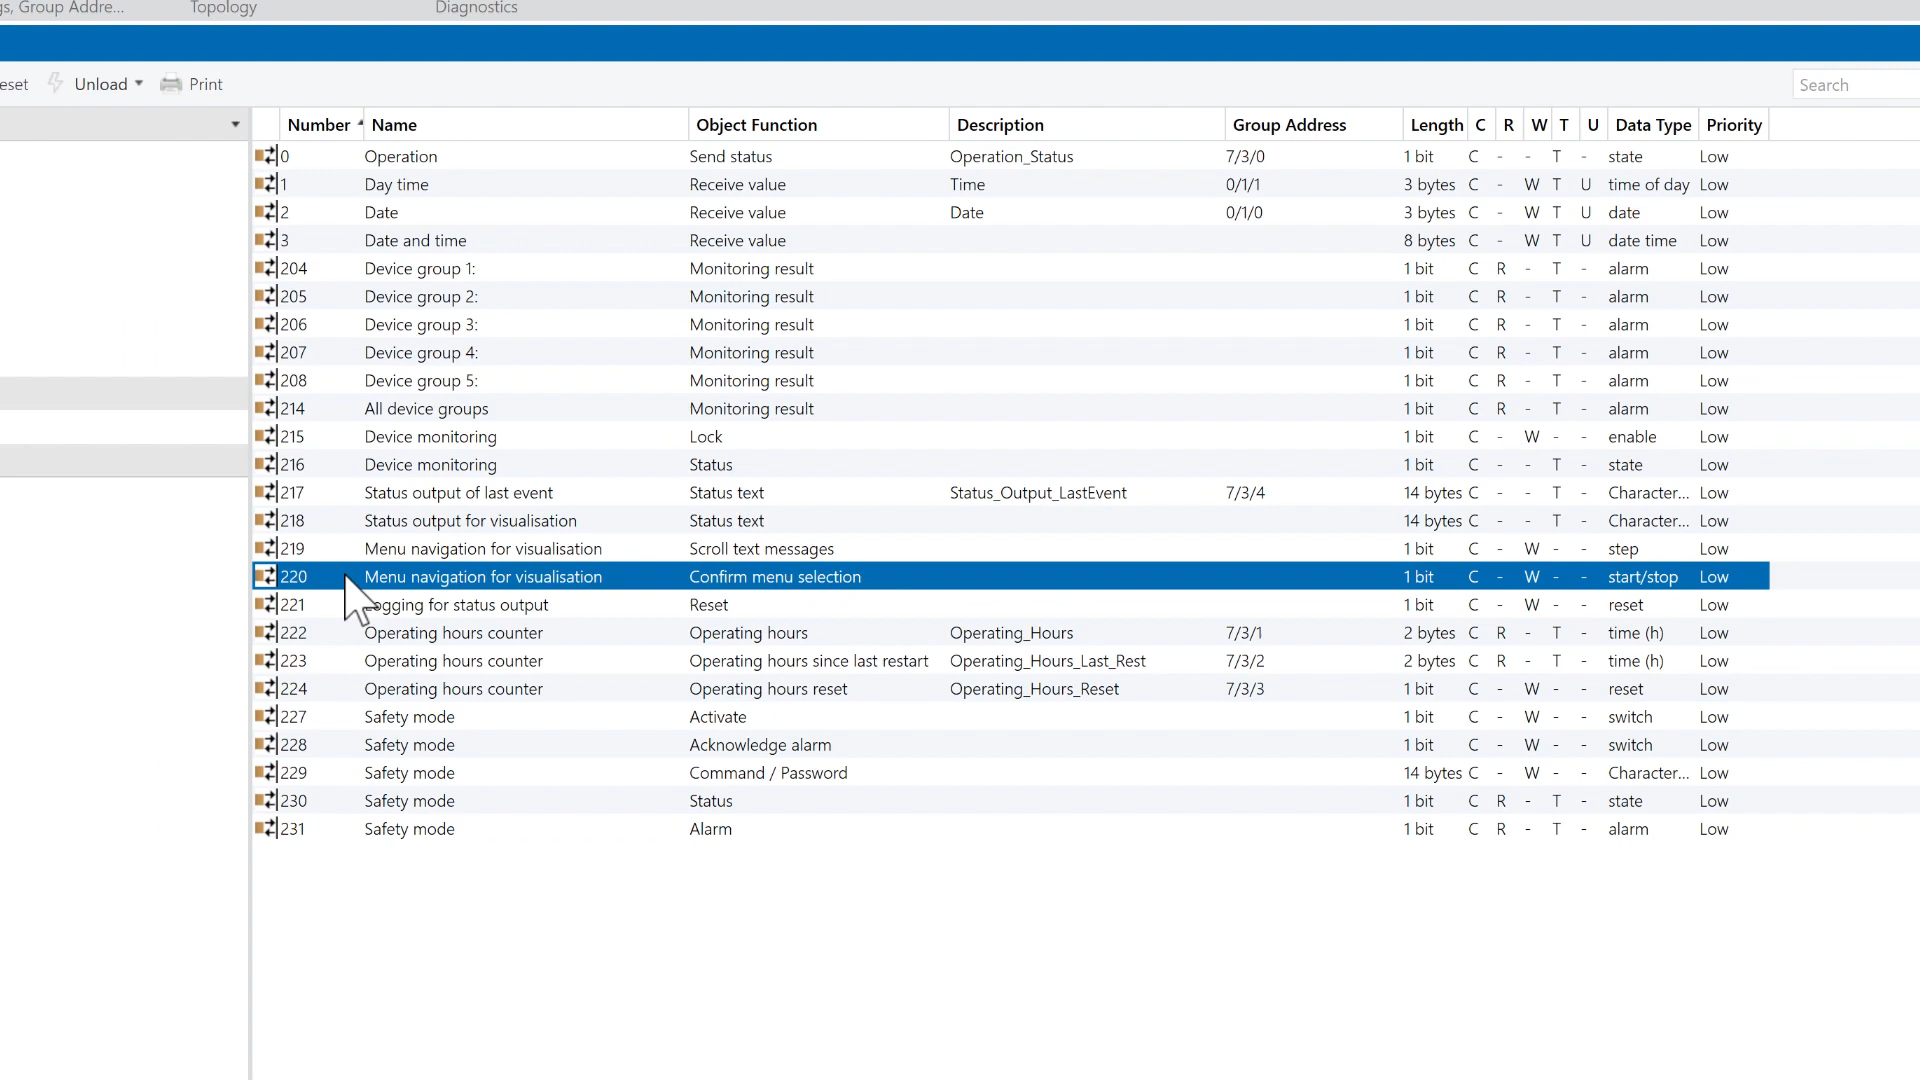 gs, Group Addre... Topology Diagnostics
eset Unload Print Search
Number Name Object Function Description Group Address Length C R W T U Data Type Priority
0 Operation Send status Operation_Status 7/3/0 1 bit C - - T - state Low
1 Day time Receive value Time 0/1/1 3 bytes C - W T U time of day Low
2 Date Receive value Date 0/1/0 3 bytes C - W T U date Low
3 Date and time Receive value 8 bytes C - W T U date time Low
204 Device group 1: Monitoring result 1 bit C R - T - alarm Low
205 Device group 2: Monitoring result 1 bit C R - T - alarm Low
206 Device group 3: Monitoring result 1 bit C R - T - alarm Low
207 Device group 4: Monitoring result 1 bit C R - T - alarm Low
208 Device group 5: Monitoring result 1 bit C R - T - alarm Low
214 All device groups Monitoring result 1 bit C R - T - alarm Low
215 Device monitoring Lock 1 bit C - W - - enable Low
216 Device monitoring Status 1 bit C - - T - state Low
217 Status output of last event Status text Status_Output_LastEvent 7/3/4 14 bytes C - - T - Character... Low
218 Status output for visualisation Status text 14 bytes C - - T - Character... Low
219 Menu navigation for visualisation Scroll text messages 1 bit C - W - - step Low
220 Menu navigation for visualisation Confirm menu selection 1 bit C - W - - start/stop Low
221 ogging for status output Reset 1 bit C - W - - reset Low
222 Operating hours counter Operating hours Operating_Hours 7/3/1 2 bytes C R - T - time (h) Low
223 Operating hours counter Operating hours since last restart Operating_Hours_Last_Rest 7/3/2 2 bytes C R - T - time (h) Low
224 Operating hours counter Operating hours reset Operating_Hours_Reset 7/3/3 1 bit C - W - - reset Low
227 Safety mode Activate 1 bit C - W - - switch Low
228 Safety mode Acknowledge alarm 1 bit C - W - - switch Low
229 Safety mode Command / Password 14 bytes C - W - - Character... Low
230 Safety mode Status 1 bit C R - T - state Low
231 Safety mode Alarm 1 bit C R - T - alarm Low